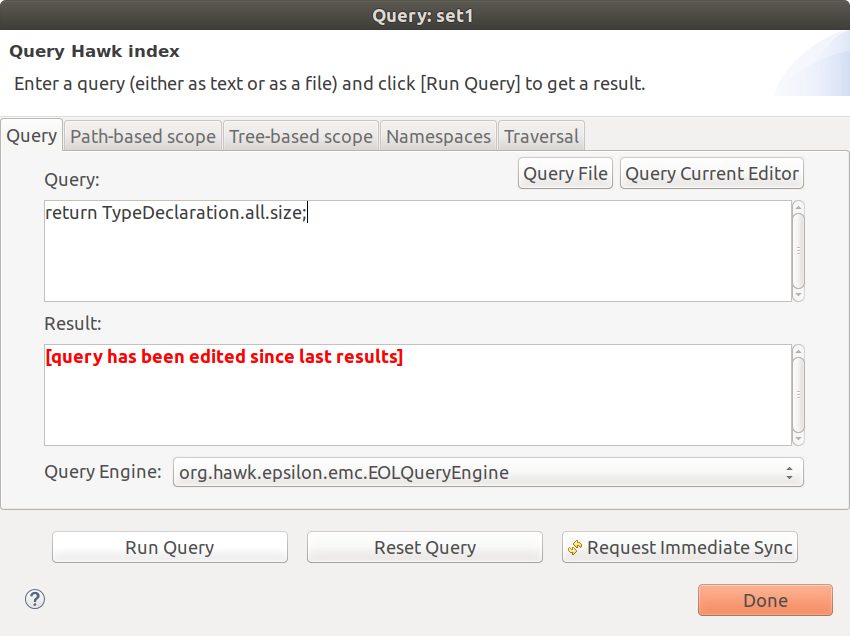 Query: set1
Query Hawk index
Enter a query (either as text or as a file) and click [Run Query] to get a result.
Query Path-based scope Tree-based scope Namespaces Traversal
Query: Query File Query Current Editor
return TypeDeclaration.all.size;
Result:
[query has been edited since last results]
Query Engine: org.hawk.epsilon.emc.EOLQueryEngine
Run Query Reset Query Request Immediate Sync
? Done